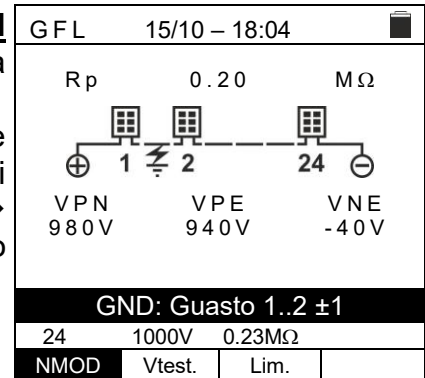 GFL 15/10 – 18:04
Rp 0.20 MΩ
1 2 24
VPN VPE VNE
980V 940V -40V
GND: Guasto 1..2 ±1
24 1000V 0.23MΩ
NMOD Vtest. Lim.